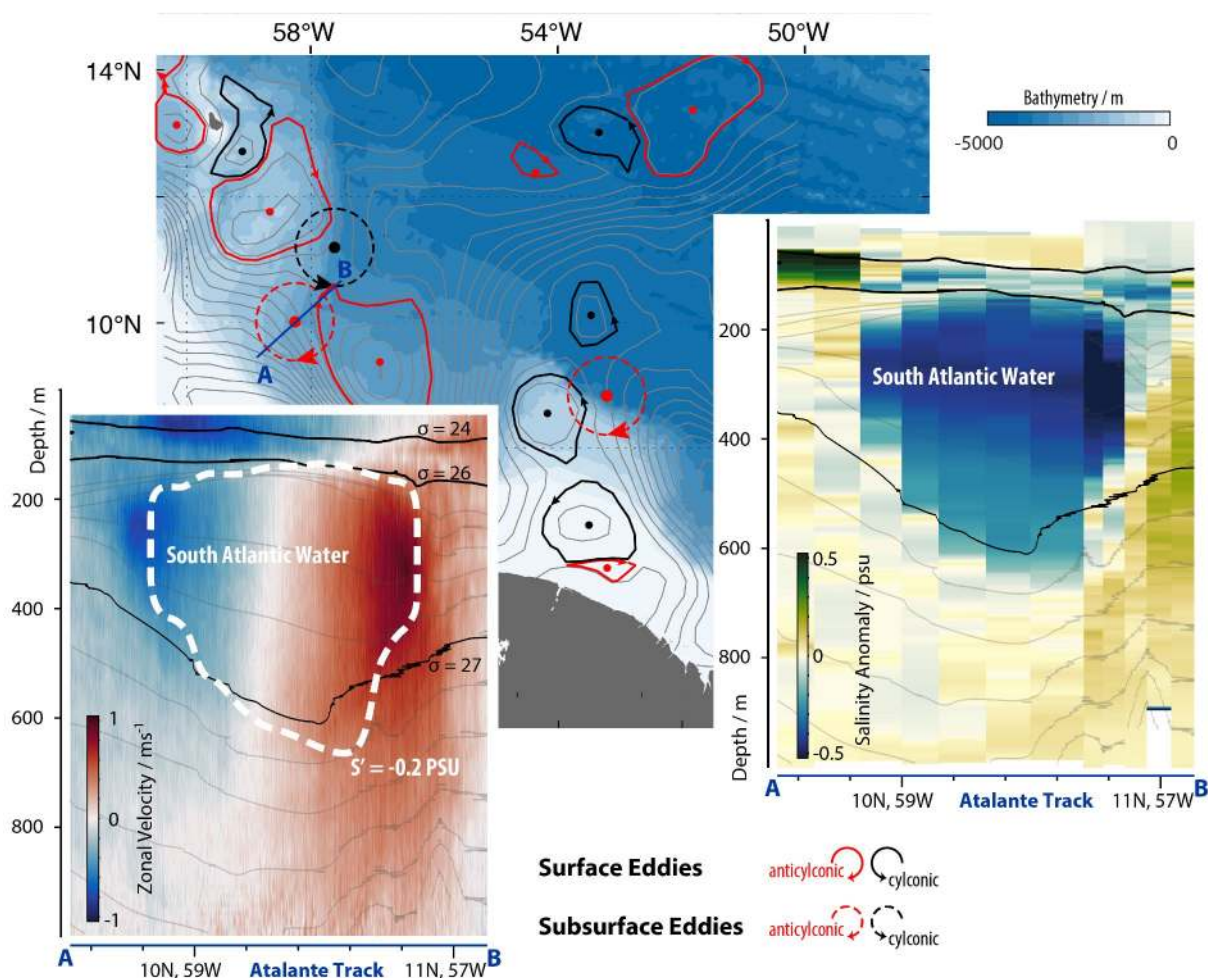 58°W 54°W 50°W
14°N
10°N
Bathymetry / m
-5000 0
B
A
Depth / m
200
400
600
800
σ = 24
σ = 26
σ = 27
South Atlantic Water
S' = -0.2 PSU
1
0
-1
Zonal Velocity / ms⁻¹
A B
10N, 59W Atalante Track 11N, 57W
Depth / m
200
400
600
800
South Atlantic Water
0.5
0
-0.5
Salinity Anomaly / psu
A B
10N, 59W Atalante Track 11N, 57W
Surface Eddies anticylconic cylconic
Subsurface Eddies anticylconic cylconic